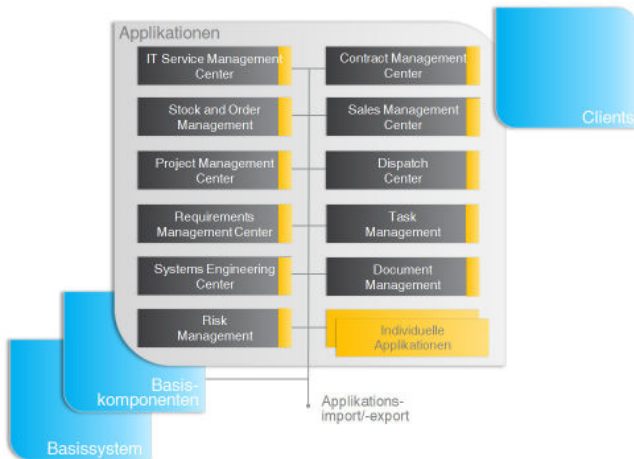 Applikationen
IT Service Management
Center
Contract Management
Center
Stock and Order
Management
Sales Management
Center
Project Management
Center
Dispatch
Center
Requirements
Management Center
Task
Management
Systems Engineering
Center
Document
Management
Risk
Management
Individuelle
Applikationen
Clients
Basis-
komponenten
Basissystem
Applikations-
import/-export